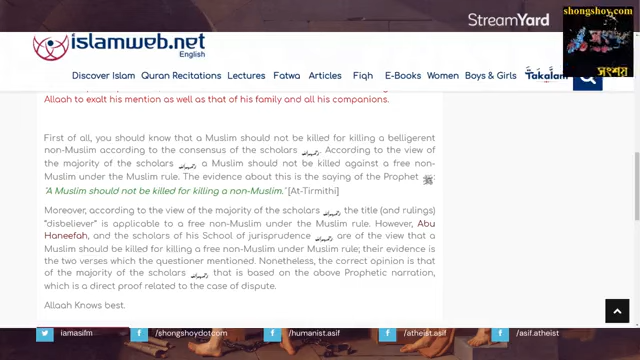 StreamYard
shongshoy.com
সংশয়
islamweb.net
English
Discover Islam Quran Recitations Lectures Fatwa Articles Fiqh E-Books Women Boys & Girls Takalam
Allaah to exalt his mention as well as that of his family and all his companions.
First of all, you should know that a Muslim should not be killed for killing a belligerent
non-Muslim according to the consensus of the scholars . According to the view of
the majority of the scholars a Muslim should not be killed against a free non-
Muslim under the Muslim rule. The evidence about this is the saying of the Prophet :
"A Muslim should not be killed for killing a non-Muslim." [At-Tirmithi]
Moreover, according to the view of the majority of the scholars the title (and rulings)
"disbeliever" is applicable to a free non-Muslim under the Muslim rule. However, Abu
Haneefah, and the scholars of his School of jurisprudence are of the view that a
Muslim should be killed for killing a free non-Muslim under Muslim rule; their evidence is
the two verses which the questioner mentioned. Nonetheless, the correct opinion is that
of the majority of the scholars that is based on the above Prophetic narration,
which is a direct proof related to the case of dispute.
Allaah Knows best.
iamasifm /shongshoydotcom /humanist.asif /atheist.asif /asif.atheist